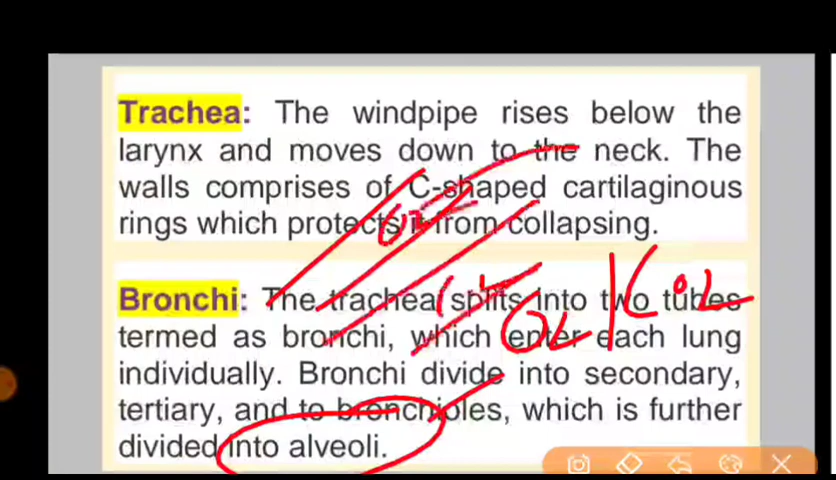 Trachea: The windpipe rises below the
larynx and moves down to the neck. The
walls comprises of C-shaped cartilaginous
rings which protects it from collapsing.
Bronchi: The trachea splits into two tubes
termed as bronchi, which enter each lung
individually. Bronchi divide into secondary,
tertiary, and to bronchioles, which is further
divided into alveoli.